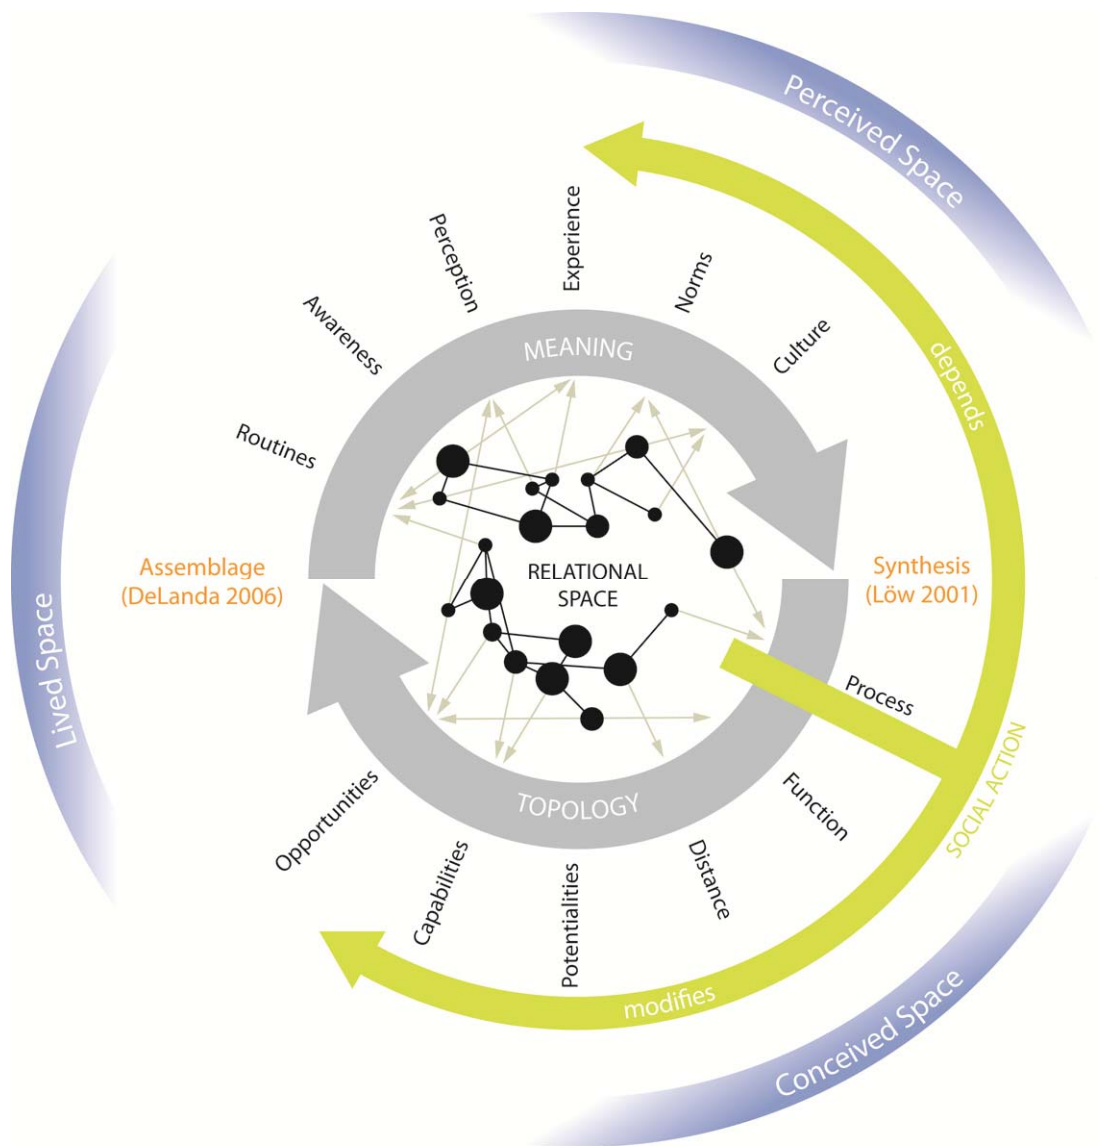 Perceived Space
depends
SOCIAL ACTION
modifies
Conceived Space
Lived Space
Routines
Awareness
Perception
Experience
Norms
Culture
MEANING
Assemblage
(DeLanda 2006)
RELATIONAL
SPACE
Synthesis
(Löw 2001)
TOPOLOGY
Process
Function
Distance
Potentialities
Capabilities
Opportunities